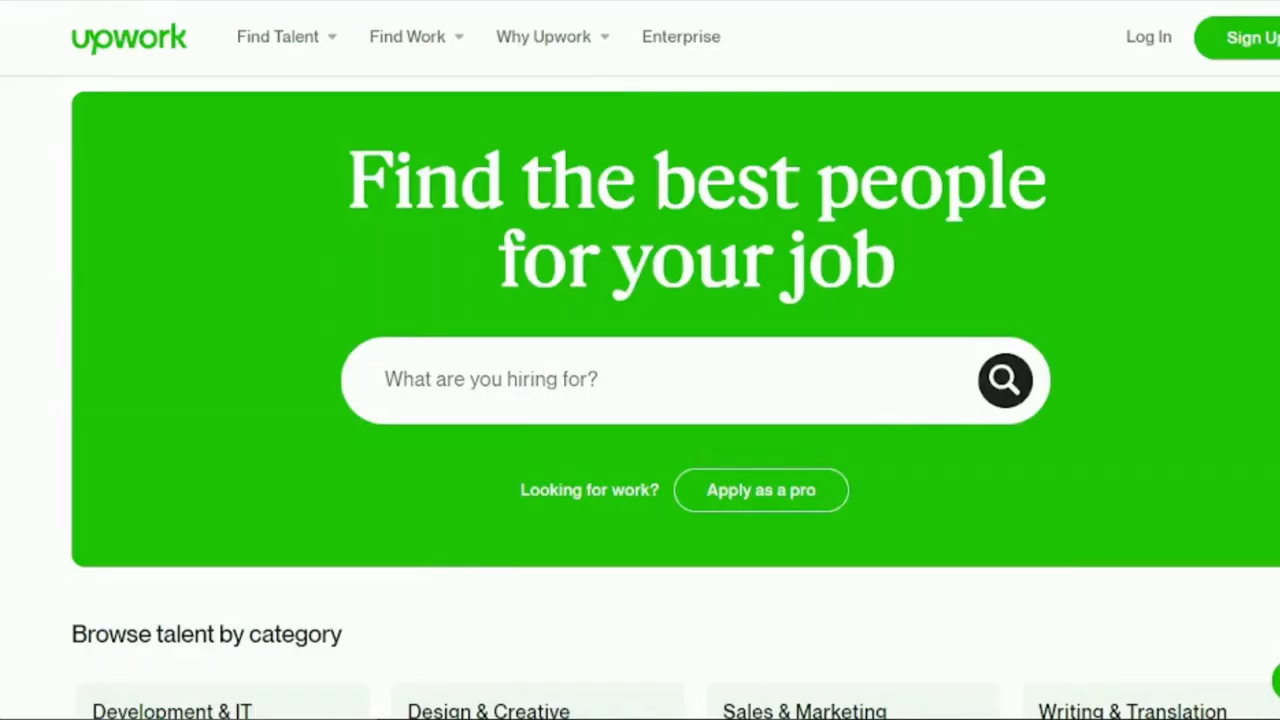 upwork Find Talent Find Work Why Upwork Enterprise Log In Sign Up
Find the best people
for your job
What are you hiring for?
Looking for work? Apply as a pro
Browse talent by category
Development & IT Design & Creative Sales & Marketing Writing & Translation